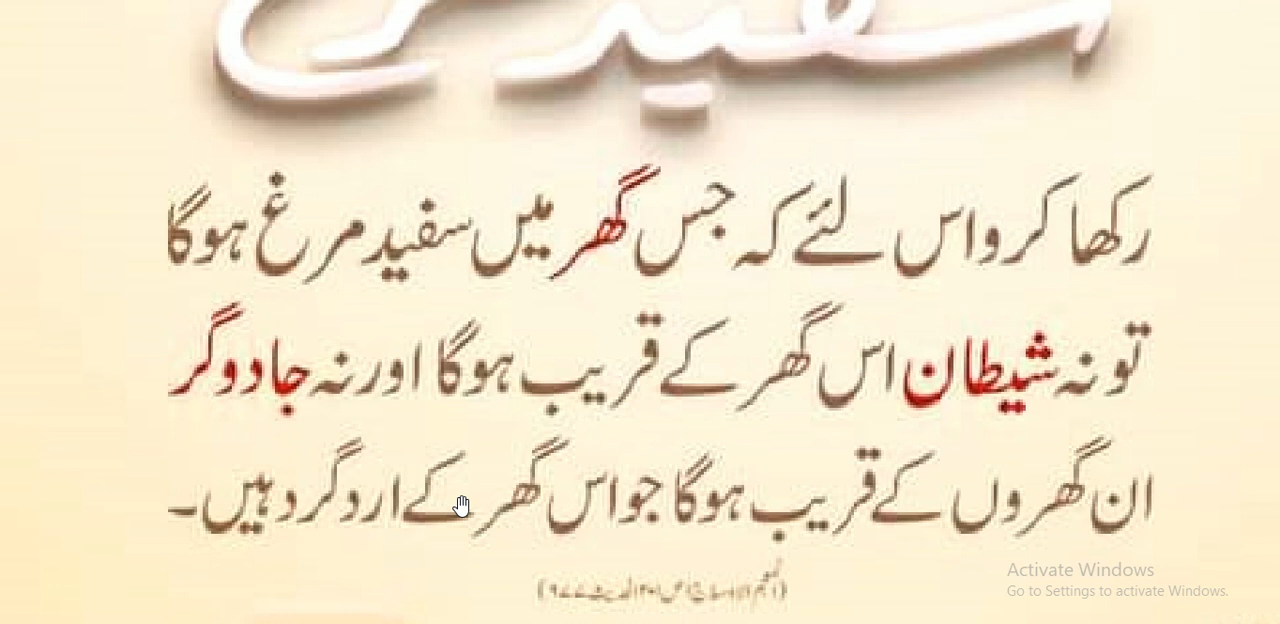 سفید مرغ
رکھا کرو اس لئے کہ جس گھر میں سفید مرغ ہوگا
تو نہ شیطان اس گھر کے قریب ہوگا اور نہ جادوگر
ان گھروں کے قریب ہوگا جو اس گھر کے اردگرد ہیں۔
Activate Windows
Go to Settings to activate Windows.